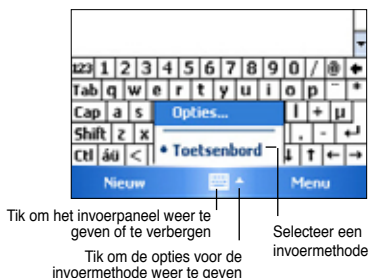 123 1 2 3 4 5 6 7 8 9 0 / @
Tab q w e r t y u i o p ¨ *
Cap a s l + µ
Shift z x . -
Ctl áü <
Opties...
Toetsenbord
Nieuw Menu
Tik om het invoerpaneel weer te
geven of te verbergen
Selecteer een
invoermethode
Tik om de opties voor de
invoermethode weer te geven